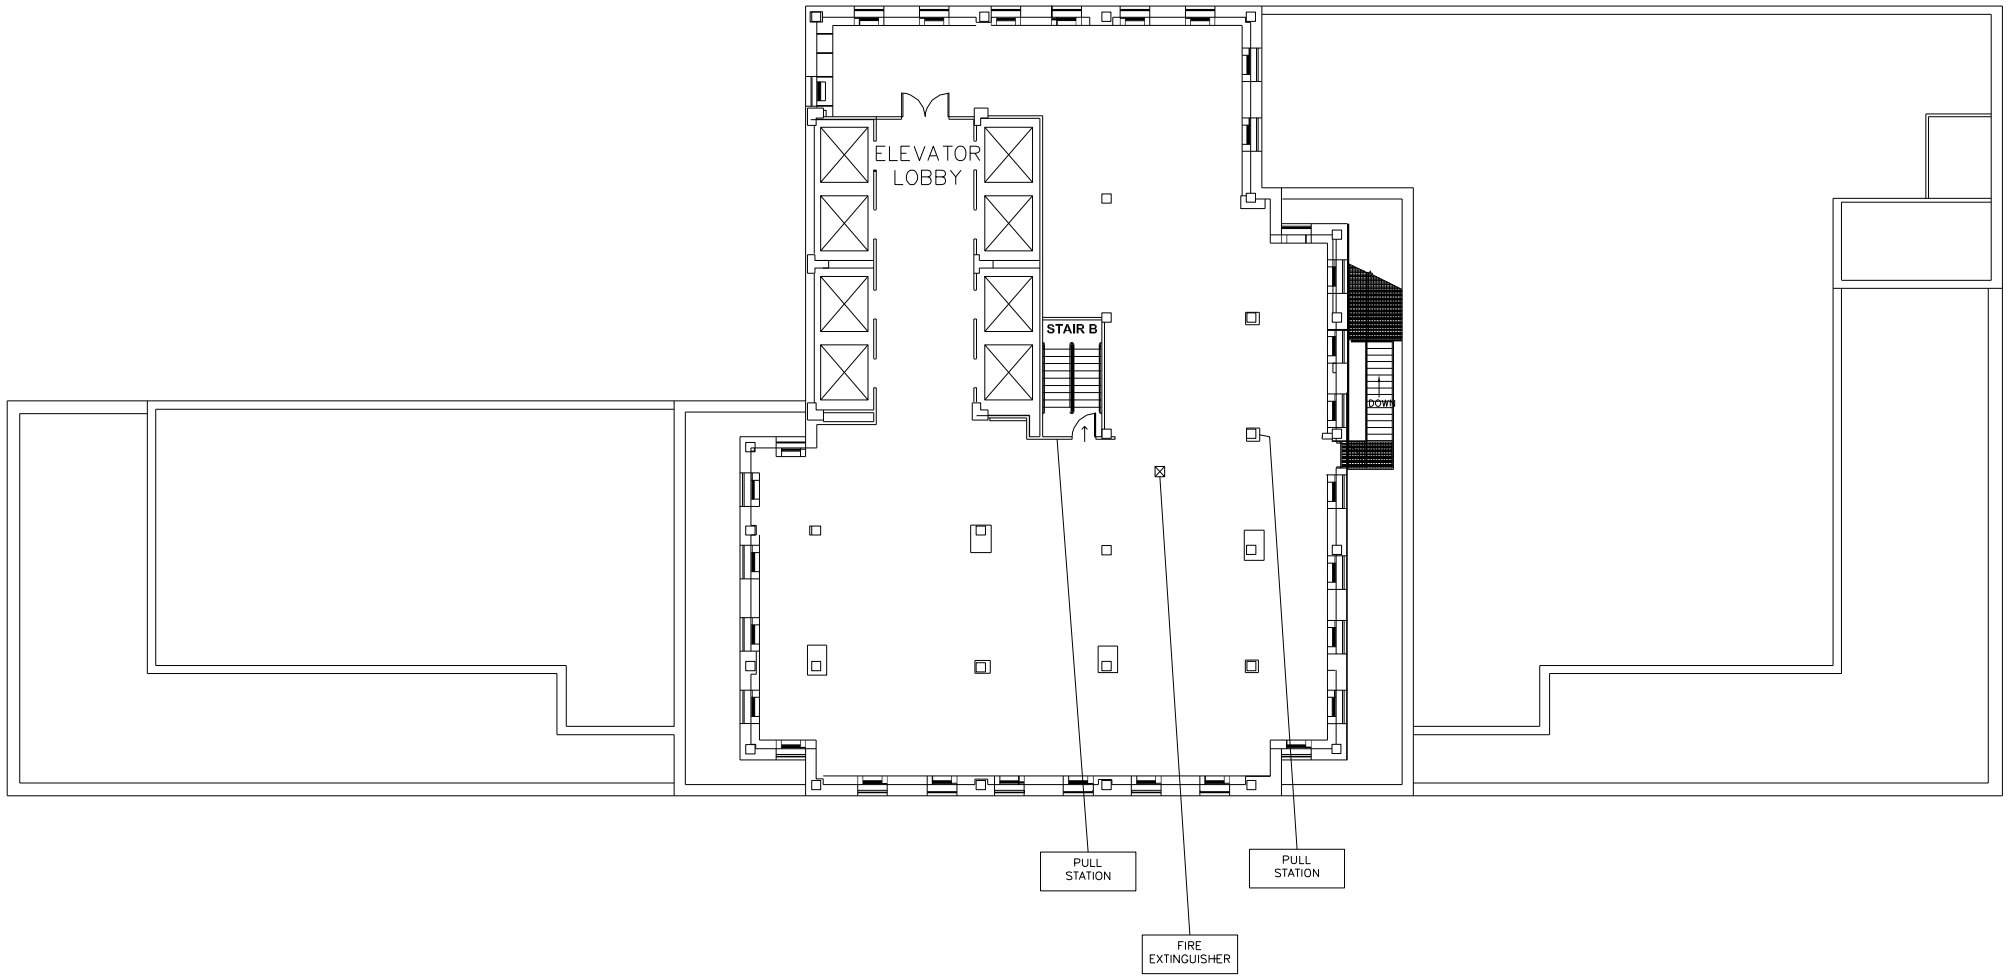 ELEVATOR
LOBBY
STAIR B
DOWN
PULL
STATION
PULL
STATION
FIRE
EXTINGUISHER